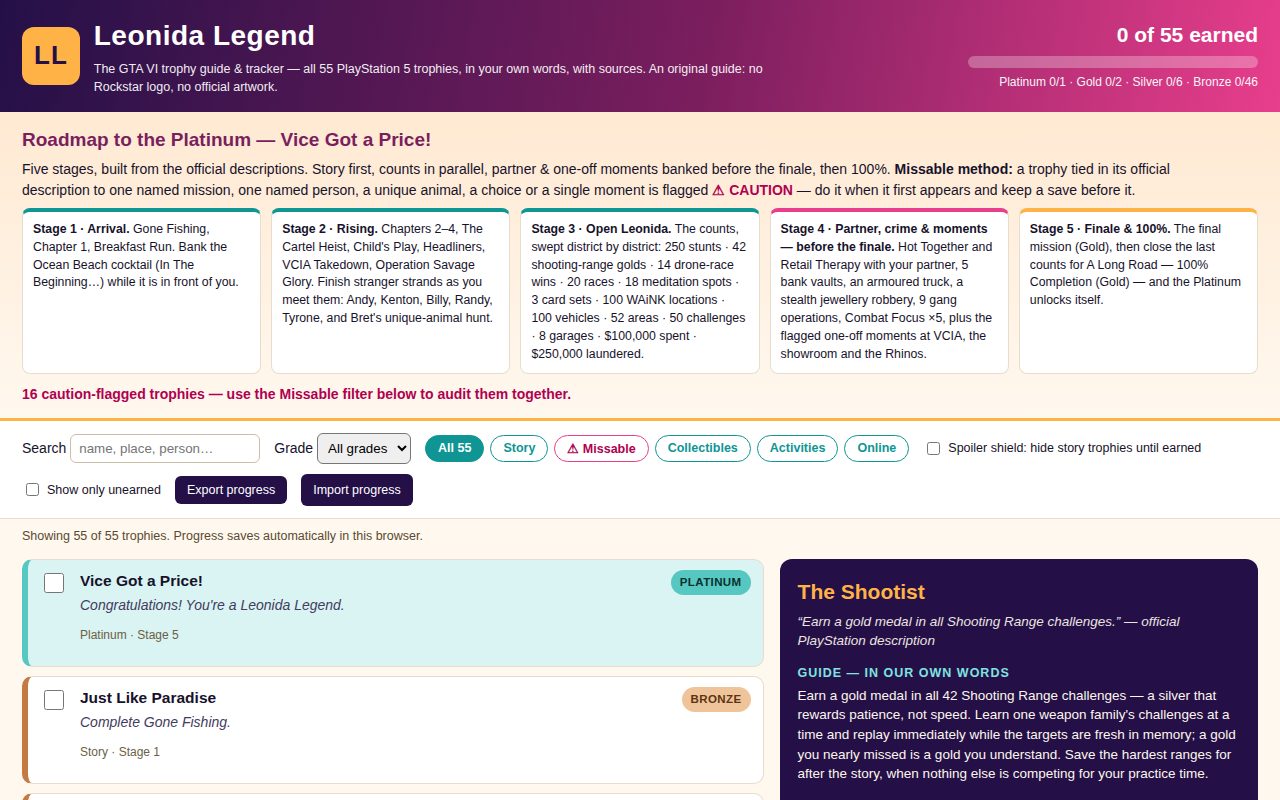 LL
Leonida Legend
The GTA VI trophy guide & tracker — all 55 PlayStation 5 trophies, in your own words, with sources. An original guide: no
Rockstar logo, no official artwork.
0 of 55 earned
Platinum 0/1 · Gold 0/2 · Silver 0/6 · Bronze 0/46
Roadmap to the Platinum — Vice Got a Price!
Five stages, built from the official descriptions. Story first, counts in parallel, partner & one-off moments banked before the finale, then 100%. Missable method: a trophy tied in its official
description to one named mission, one named person, a unique animal, a choice or a single moment is flagged ⚠ CAUTION — do it when it first appears and keep a save before it.
Stage 1 · Arrival. Gone Fishing,
Chapter 1, Breakfast Run. Bank the
Ocean Beach cocktail (In The
Beginning…) while it is in front of you.
Stage 2 · Rising. Chapters 2–4, The
Cartel Heist, Child's Play, Headliners,
VCIA Takedown, Operation Savage
Glory. Finish stranger strands as you
meet them: Andy, Kenton, Billy, Randy,
Tyrone, and Bret's unique-animal hunt.
Stage 3 · Open Leonida. The counts,
swept district by district: 250 stunts · 42
shooting-range golds · 14 drone-race
wins · 20 races · 18 meditation spots ·
3 card sets · 100 WAiNK locations ·
100 vehicles · 52 areas · 50 challenges
· 8 garages · $100,000 spent ·
$250,000 laundered.
Stage 4 · Partner, crime & moments
— before the finale. Hot Together and
Retail Therapy with your partner, 5
bank vaults, an armoured truck, a
stealth jewellery robbery, 9 gang
operations, Combat Focus ×5, plus the
flagged one-off moments at VCIA, the
showroom and the Rhinos.
Stage 5 · Finale & 100%. The final
mission (Gold), then close the last
counts for A Long Road — 100%
Completion (Gold) — and the Platinum
unlocks itself.
16 caution-flagged trophies — use the Missable filter below to audit them together.
Search name, place, person… Grade All grades All 55 Story ⚠ Missable Collectibles Activities Online Spoiler shield: hide story trophies until earned
Show only unearned Export progress Import progress
Showing 55 of 55 trophies. Progress saves automatically in this browser.
Vice Got a Price!
PLATINUM
Congratulations! You're a Leonida Legend.
Platinum · Stage 5
Just Like Paradise
BRONZE
Complete Gone Fishing.
Story · Stage 1
The Shootist
“Earn a gold medal in all Shooting Range challenges.” — official
PlayStation description
GUIDE — IN OUR OWN WORDS
Earn a gold medal in all 42 Shooting Range challenges — a silver that
rewards patience, not speed. Learn one weapon family's challenges at a
time and replay immediately while the targets are fresh in memory; a gold
you nearly missed is a gold you understand. Save the hardest ranges for
after the story, when nothing else is competing for your practice time.